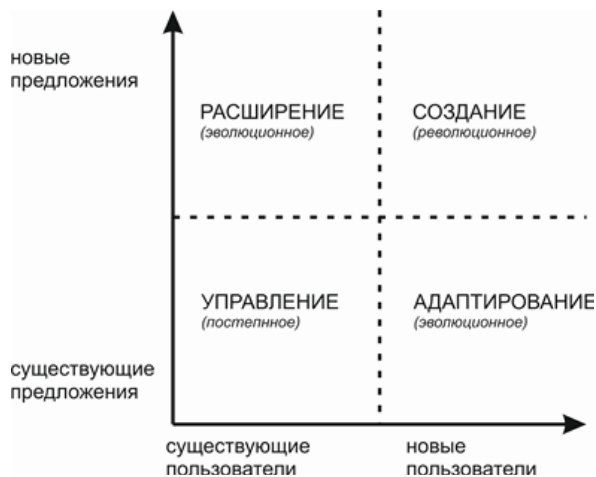 новые
предложения
РАСШИРЕНИЕ
(эволюционное)
СОЗДАНИЕ
(революционное)
УПРАВЛЕНИЕ
(постепнное)
АДАПТИРОВАНИЕ
(эволюционное)
существующие
предложения
существующие
пользователи
новые
пользователи